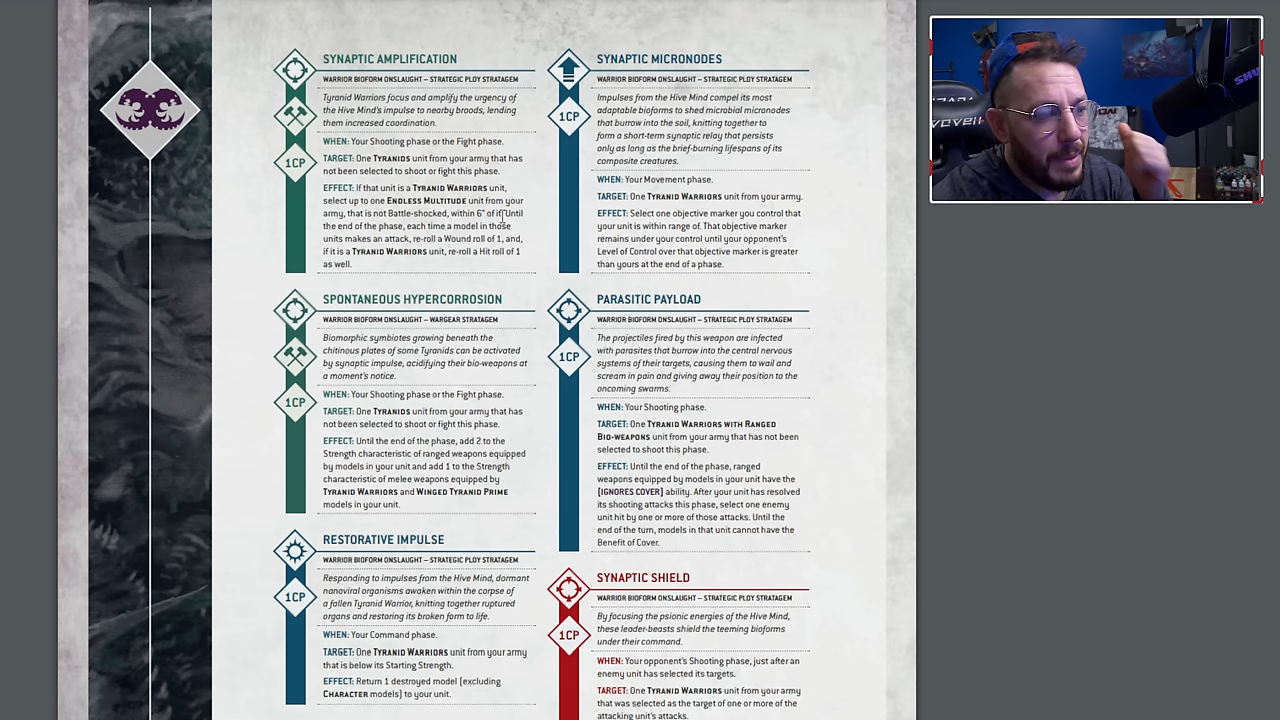 SYNAPTIC AMPLIFICATION
WARRIOR BIOFORM ONSLAUGHT – STRATEGIC PLOY STRATAGEM
Tyranid Warriors focus and amplify the urgency of
the Hive Mind's impulse to nearby broods, lending
them increased coordination.
WHEN: Your Shooting phase or the Fight phase.
1CP
TARGET: One TYRANIDS unit from your army that has
not been selected to shoot or fight this phase.
EFFECT: If that unit is a TYRANID WARRIORS unit,
select up to one ENDLESS MULTITUDE unit from your
army, that is not Battle-shocked, within 6" of it. Until
the end of the phase, each time a model in those
units makes an attack, re-roll a Wound roll of 1, and,
if it is a TYRANID WARRIORS unit, re-roll a Hit roll of 1
as well.
SPONTANEOUS HYPERCORROSION
WARRIOR BIOFORM ONSLAUGHT – WARGEAR STRATAGEM
Biomorphic symbiotes growing beneath the
chitinous plates of some Tyranids can be activated
by synaptic impulse, acidifying their bio-weapons at
a moment's notice.
WHEN: Your Shooting phase or the Fight phase.
1CP
TARGET: One TYRANIDS unit from your army that has
not been selected to shoot or fight this phase.
EFFECT: Until the end of the phase, add 2 to the
Strength characteristic of ranged weapons equipped
by models in your unit and add 1 to the Strength
characteristic of melee weapons equipped by
TYRANID WARRIORS and WINGED TYRANID PRIME
models in your unit.
RESTORATIVE IMPULSE
WARRIOR BIOFORM ONSLAUGHT – STRATEGIC PLOY STRATAGEM
Responding to impulses from the Hive Mind, dormant
nanoviral organisms awaken within the corpse of
1CP
a fallen Tyranid Warrior, knitting together ruptured
organs and restoring its broken form to life.
WHEN: Your Command phase.
TARGET: One TYRANID WARRIORS unit from your army
that is below its Starting Strength.
EFFECT: Return 1 destroyed model (excluding
CHARACTER models) to your unit.
SYNAPTIC MICRONODES
WARRIOR BIOFORM ONSLAUGHT – STRATEGIC PLOY STRATAGEM
Impulses from the Hive Mind compel its most
adaptable bioforms to shed microbial micronodes
1CP
that burrow into the soil, knitting together to
form a short-term synaptic relay that persists
only as long as the brief-burning lifespans of its
composite creatures.
WHEN: Your Movement phase.
TARGET: One TYRANID WARRIORS unit from your army.
EFFECT: Select one objective marker you control that
your unit is within range of. That objective marker
remains under your control until your opponent's
Level of Control over that objective marker is greater
than yours at the end of a phase.
PARASITIC PAYLOAD
WARRIOR BIOFORM ONSLAUGHT – STRATEGIC PLOY STRATAGEM
The projectiles fired by this weapon are infected
with parasites that burrow into the central nervous
1CP
systems of their targets, causing them to wail and
scream in pain and giving away their position to the
oncoming swarms.
WHEN: Your Shooting phase.
TARGET: One TYRANID WARRIORS WITH RANGED
BIO-WEAPONS unit from your army that has not been
selected to shoot this phase.
EFFECT: Until the end of the phase, ranged
weapons equipped by models in your unit have the
[IGNORES COVER] ability. After your unit has resolved
its shooting attacks this phase, select one enemy
unit hit by one or more of those attacks. Until the
end of the turn, models in that unit cannot have the
Benefit of Cover.
SYNAPTIC SHIELD
WARRIOR BIOFORM ONSLAUGHT – STRATEGIC PLOY STRATAGEM
By focusing the psionic energies of the Hive Mind,
these leader-beasts shield the teeming bioforms
1CP
under their command.
WHEN: Your opponent's Shooting phase, just after an
enemy unit has selected its targets.
TARGET: One TYRANID WARRIORS unit from your army
that was selected as the target of one or more of the
attacking unit's attacks.